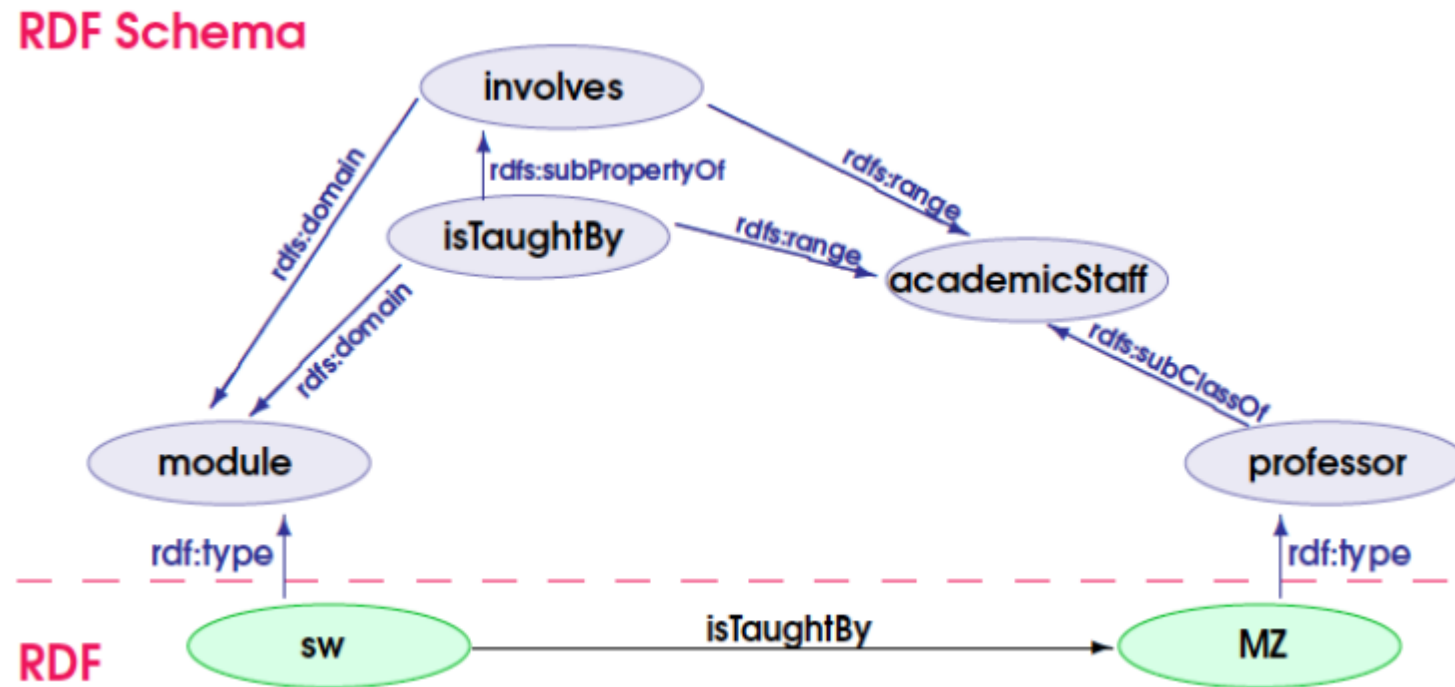 RDF Schema
involves
rdfs:domain
rdfs:subPropertyOf
rdfs:range
isTaughtBy
rdfs:range
academicStaff
rdfs:domain
rdfs:subClassOf
module
professor
rdf:type
rdf:type
isTaughtBy
sw
MZ
RDF